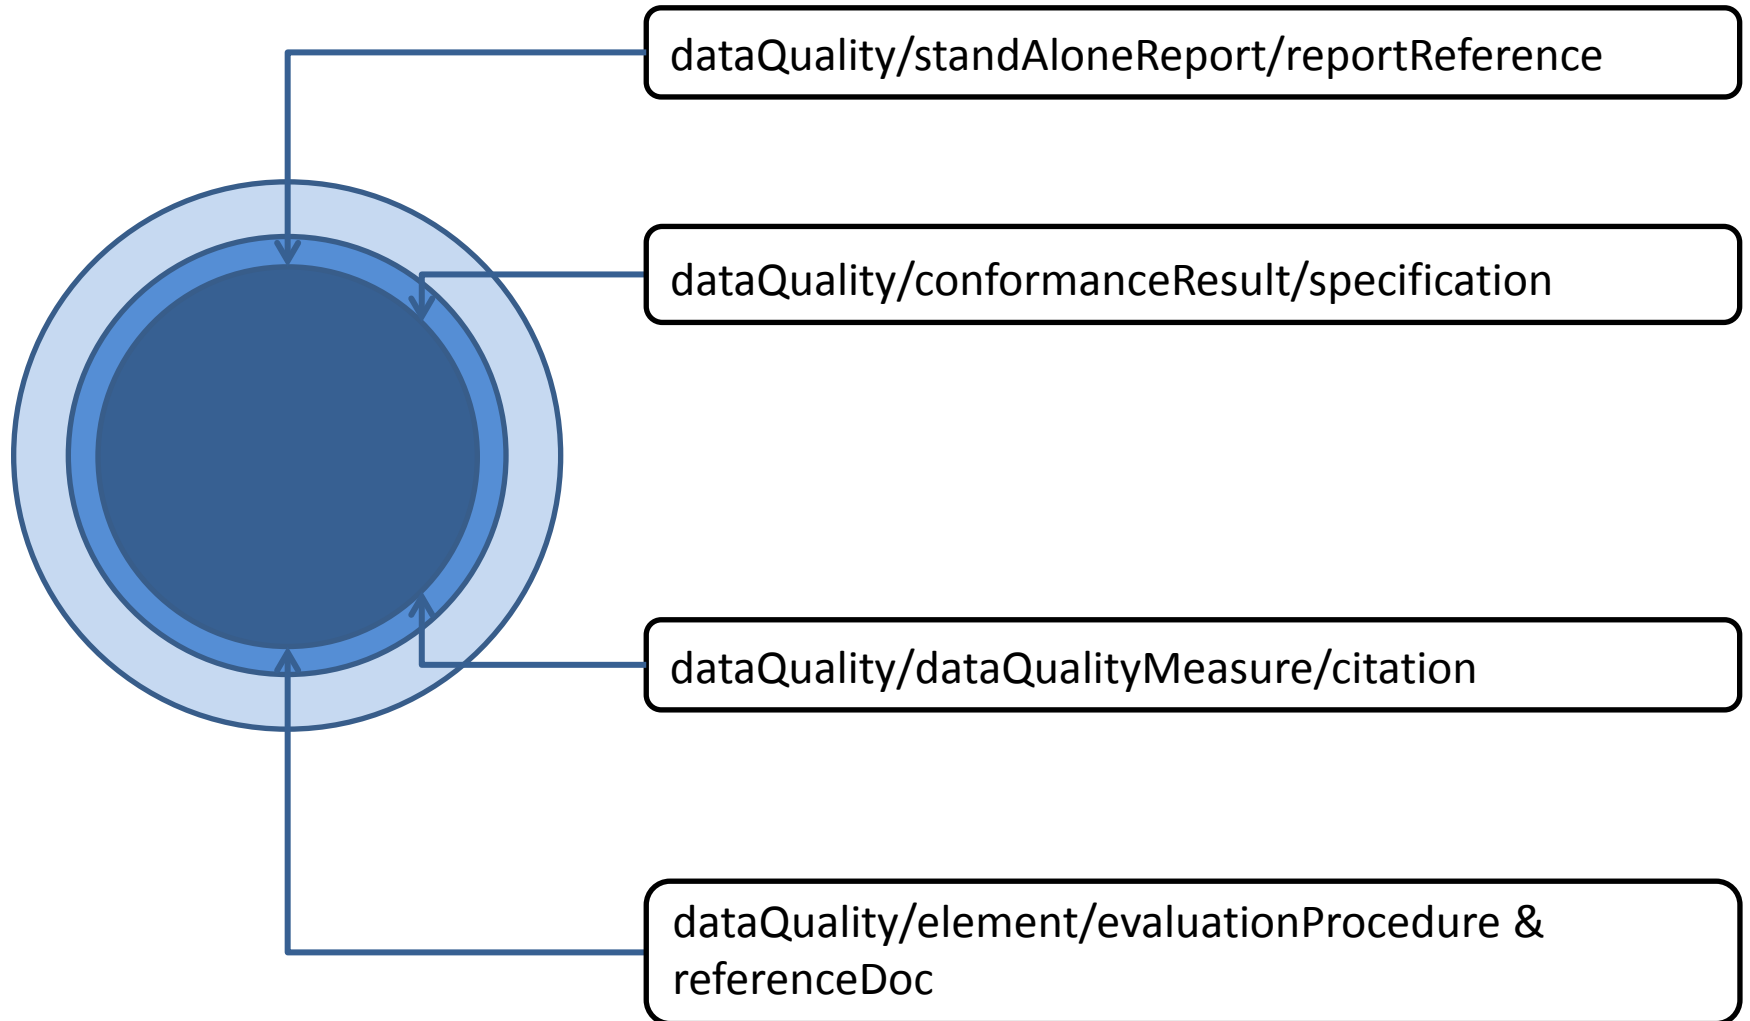 dataQuality/standAloneReport/reportReference
dataQuality/conformanceResult/specification
dataQuality/dataQualityMeasure/citation
dataQuality/element/evaluationProcedure &
referenceDoc